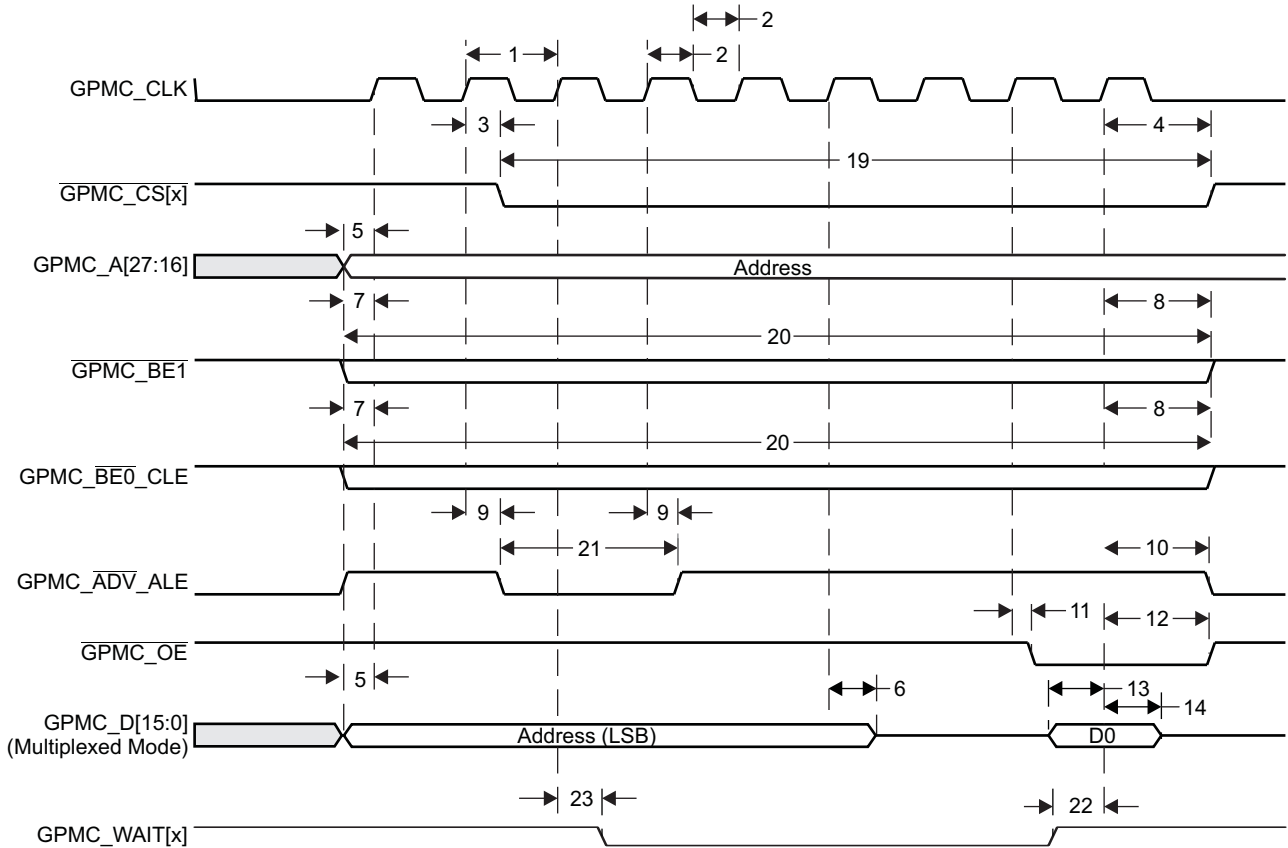 2
1
2
GPMC_CLK
3
4
19
GPMC_CS[x]
5
GPMC_A[27:16]
Address
7
8
20
GPMC_BE1
7
8
20
GPMC_BE0_CLE
9
9
21
10
GPMC_ADV_ALE
11
12
GPMC_OE
5
6
13
14
GPMC_D[15:0]
(Multiplexed Mode)
Address (LSB)
D0
23
22
GPMC_WAIT[x]